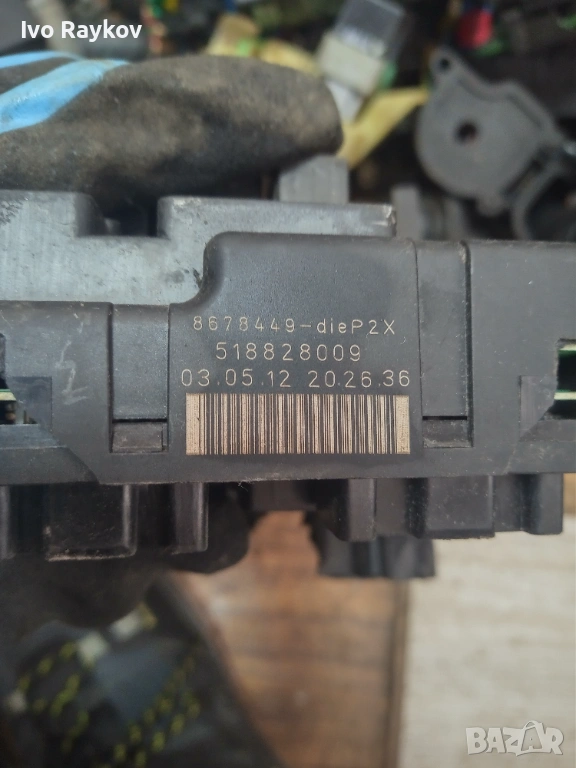 Ivo Raykov
8678449-dieP2X
518828009
03.05.12 20.26.36
BAZAR